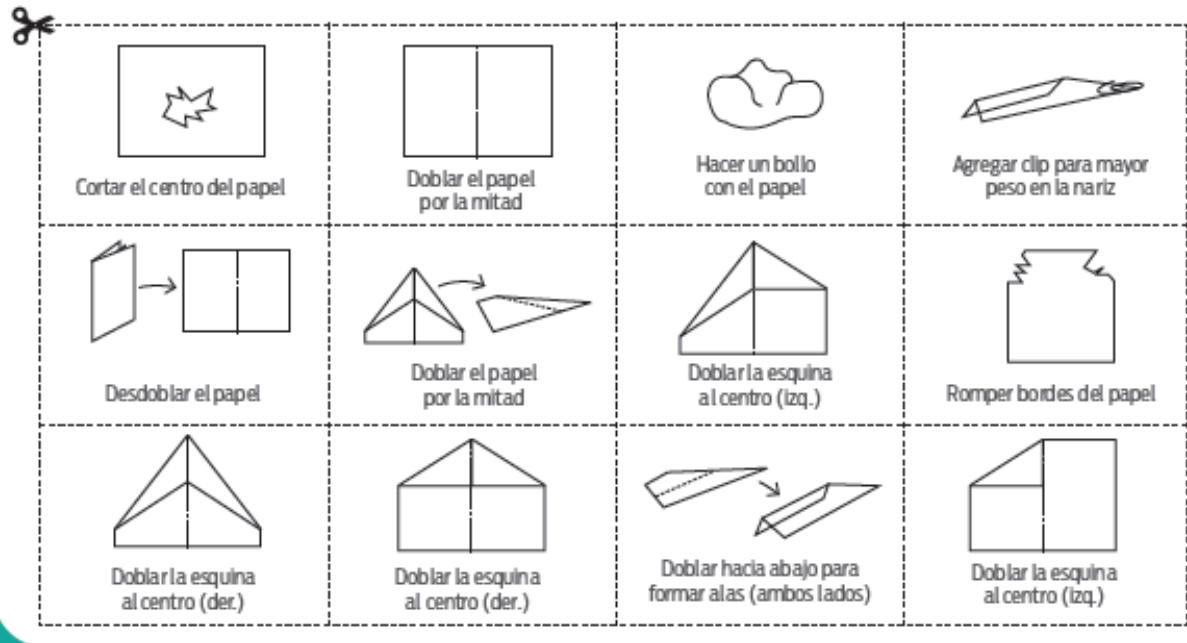 Cortar el centro del papel
Doblar el papel
por la mitad
Hacer un bollo
con el papel
Agregar clip para mayor
peso en la nariz
Desdoblar el papel
Doblar el papel
por la mitad
Doblar la esquina
al centro (izq.)
Romper bordes del papel
Doblar la esquina
al centro (der.)
Doblar la esquina
al centro (der.)
Doblar hacia abajo para
formar alas (ambos lados)
Doblar la esquina
al centro (izq.)